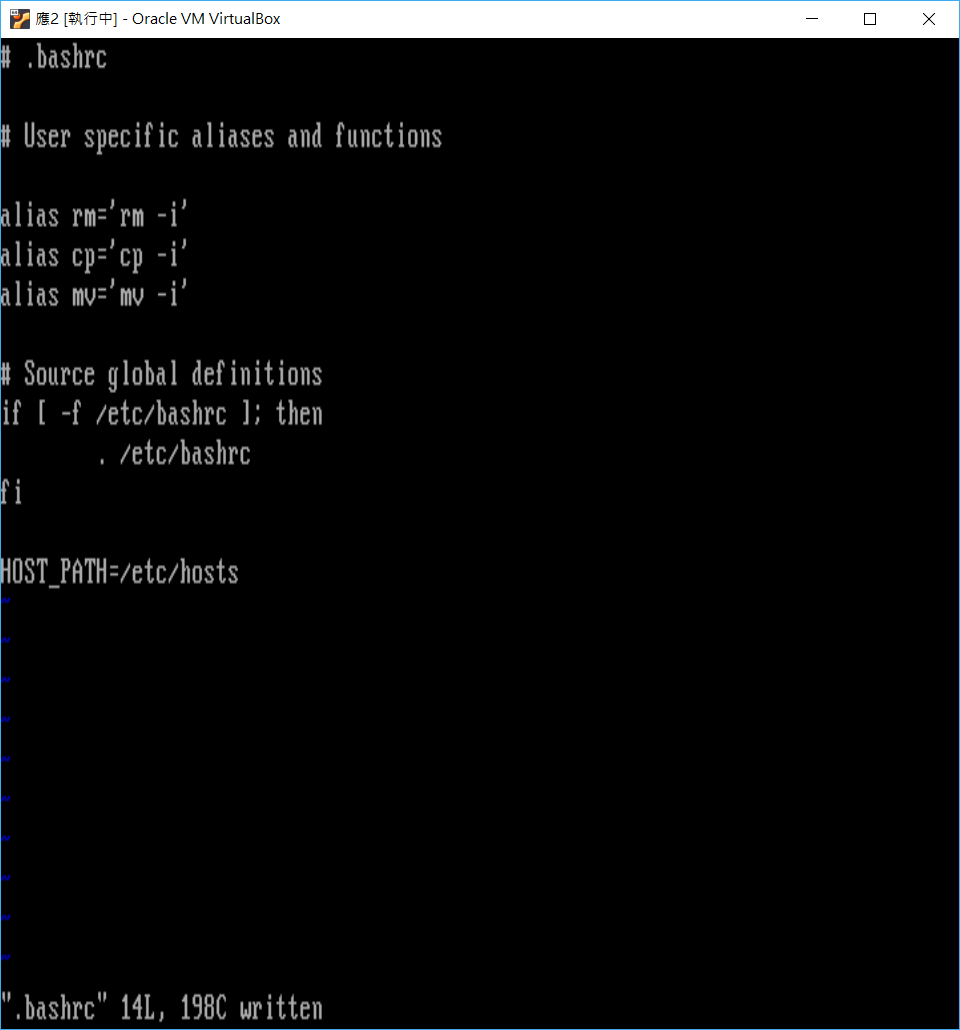 應2 [執行中] - Oracle VM VirtualBox
# .bashrc
# User specific aliases and functions
alias rm='rm -i'
alias cp='cp -i'
alias mv='mv -i'
# Source global definitions
if [ -f /etc/bashrc ]; then
        . /etc/bashrc
fi
HOST_PATH=/etc/hosts
~
~
~
~
~
~
~
~
~
~
".bashrc" 14L, 198C written